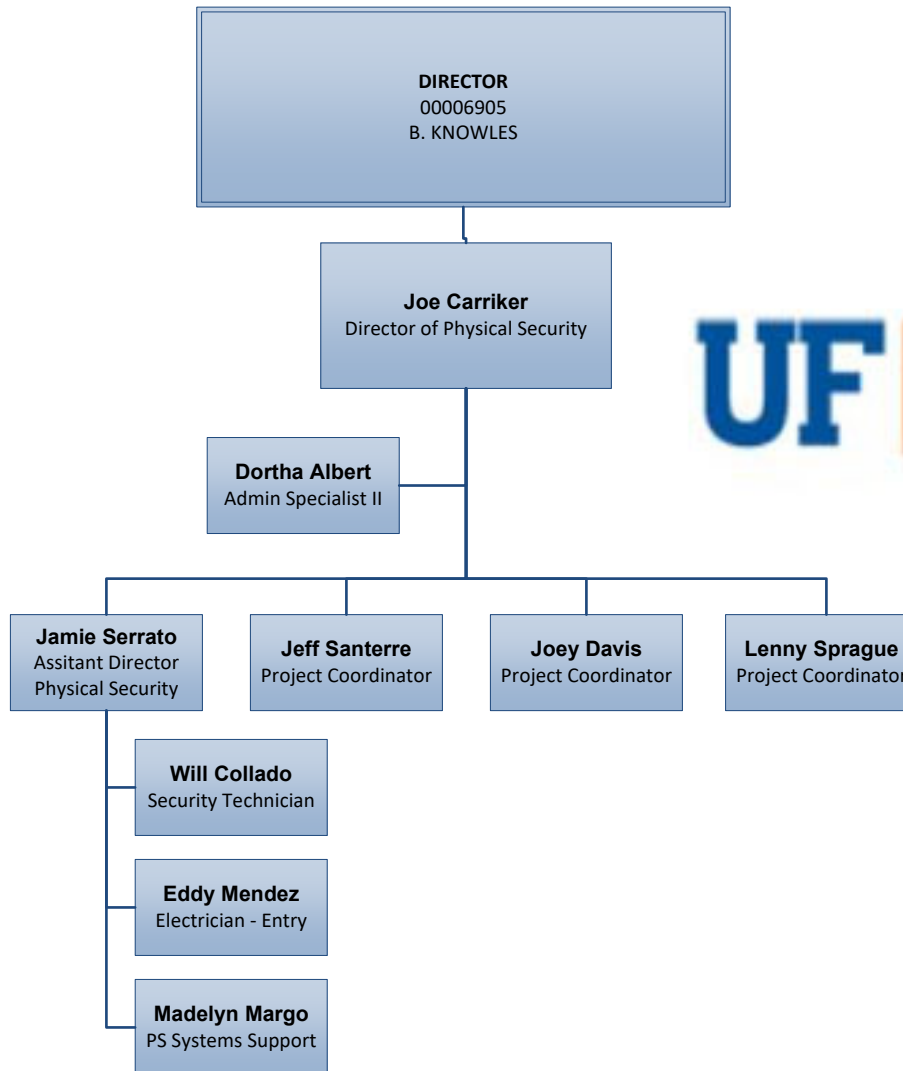 DIRECTOR
00006905
B. KNOWLES
Joe Carriker
Director of Physical Security
UF
Dortha Albert
Admin Specialist II
Jamie Serrato
Assitant Director
Physical Security
Jeff Santerre
Project Coordinator
Joey Davis
Project Coordinator
Lenny Sprague
Project Coordinator
Will Collado
Security Technician
Eddy Mendez
Electrician - Entry
Madelyn Margo
PS Systems Support